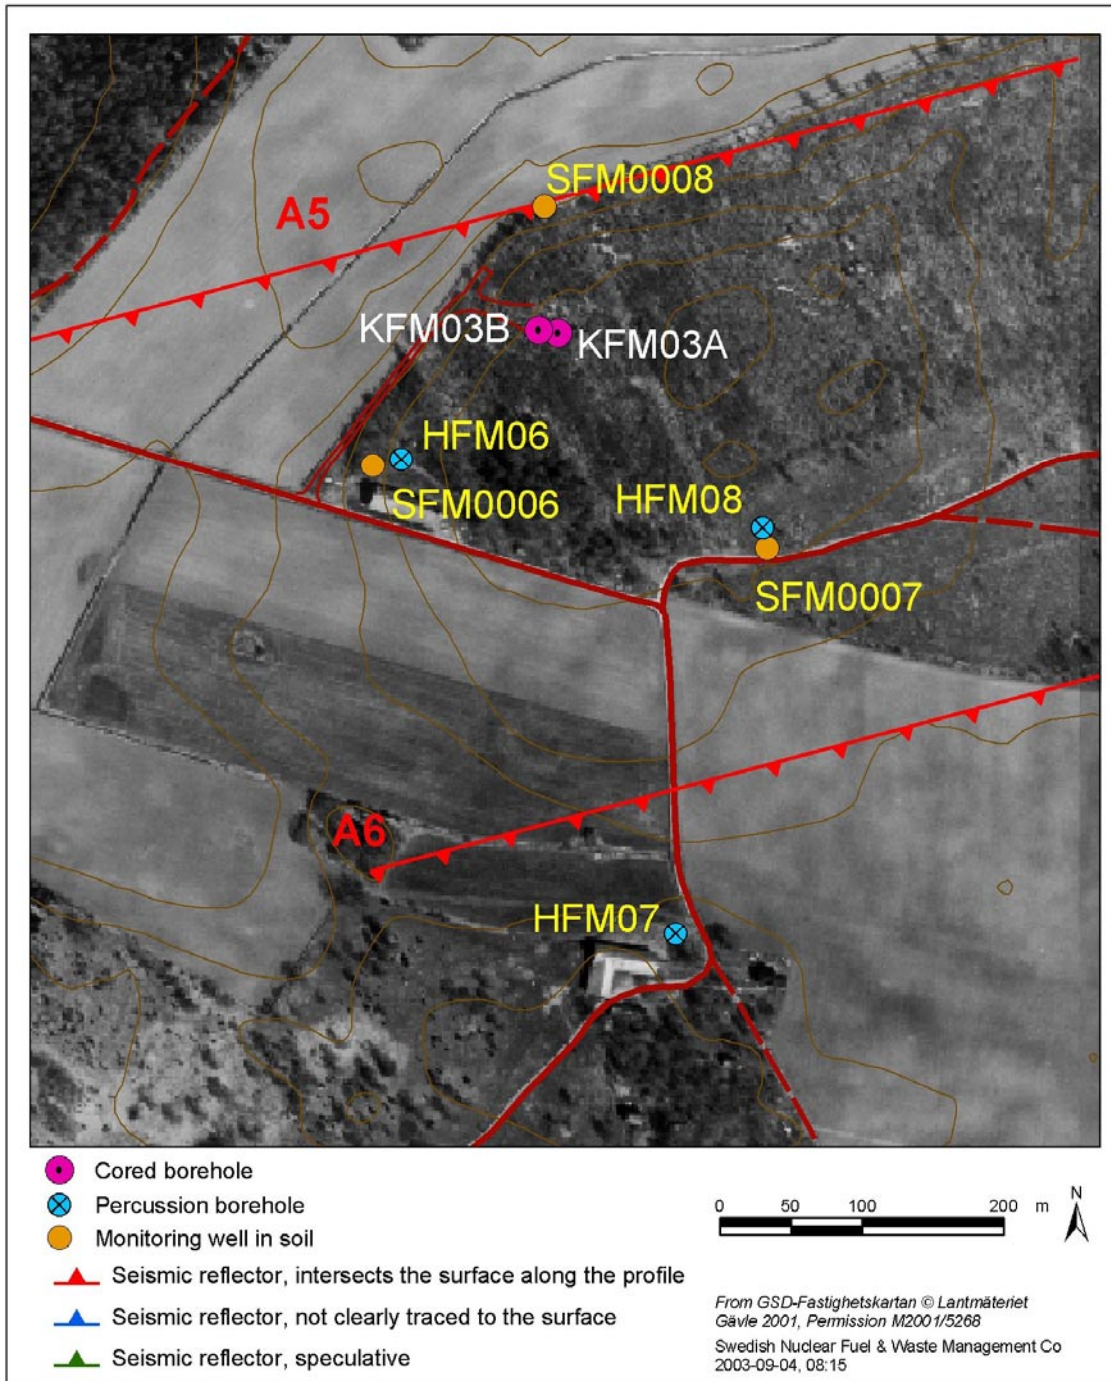 SFM0008
A5
KFM03B
KFM03A
HFM06
SFM0006
HFM08
SFM0007
A6
HFM07
Cored borehole
Percussion borehole
Monitoring well in soil
Seismic reflector, intersects the surface along the profile
Seismic reflector, not clearly traced to the surface
Seismic reflector, speculative
0 50 100 200 m
N
From GSD-Fastighetskartan © Lantmäteriet
Gävle 2001, Permission M2001/5268
Swedish Nuclear Fuel & Waste Management Co
2003-09-04, 08:15